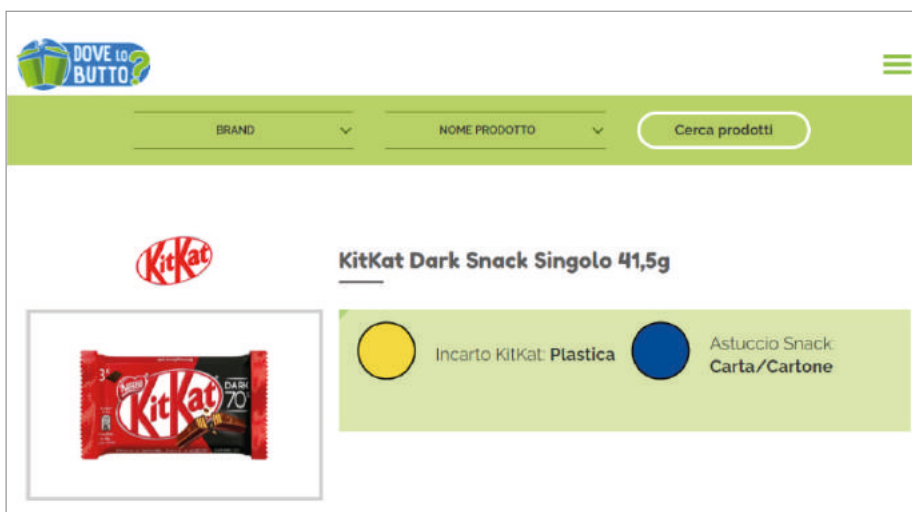 DOVE LO
BUTTO?
BRAND
NOME PRODOTTO
Cerca prodotti
KitKat
KitKat Dark Snack Singolo 41,5g
Incarto KitKat: Plastica
Astuccio Snack:
Carta/Cartone
Nestlé
KitKat
DARK
70%